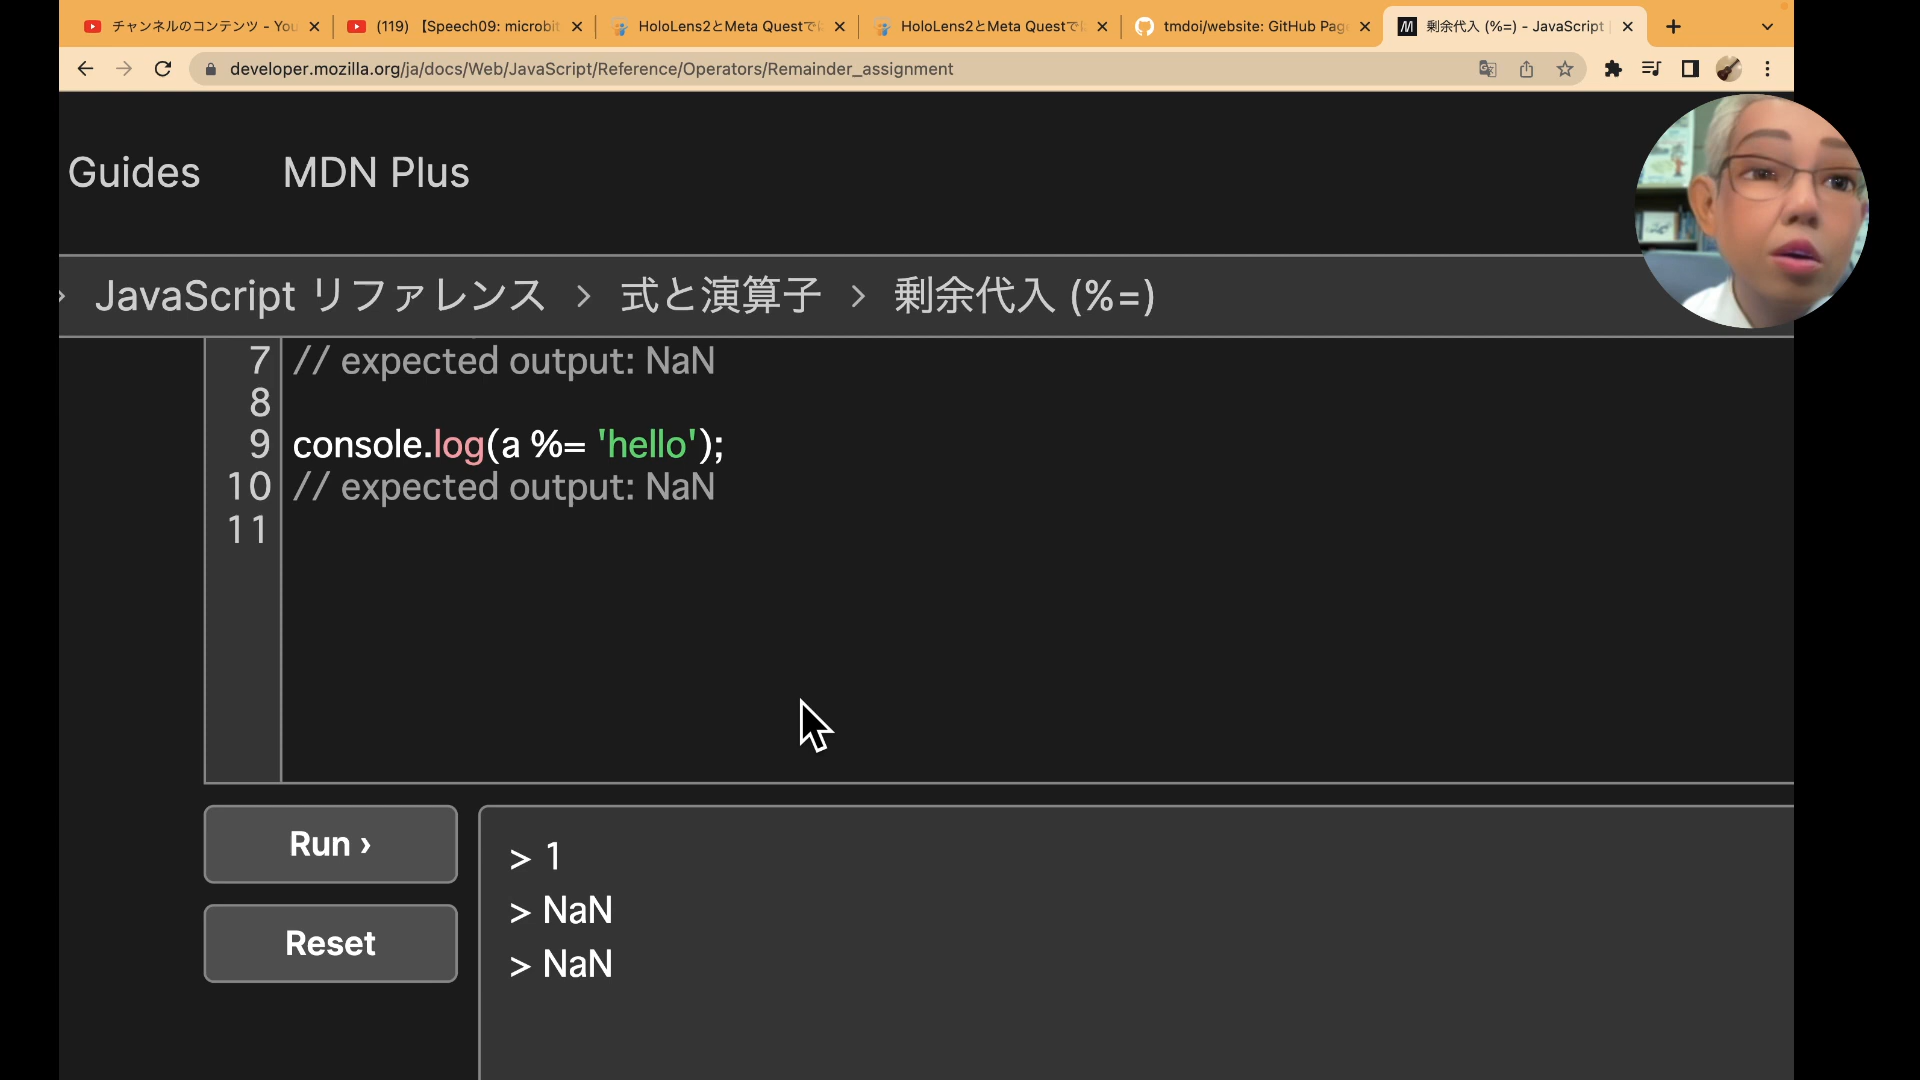 チャンネルのコンテンツ - You
(119) 【Speech09: microbit
HoloLens2とMeta Questでは
HoloLens2とMeta Questでは
tmdoi/website: GitHub Page
剰余代入 (%=) - JavaScript |
developer.mozilla.org/ja/docs/Web/JavaScript/Reference/Operators/Remainder_assignment
Guides MDN Plus
› JavaScript リファレンス › 式と演算子 › 剰余代入 (%=)
7 // expected output: NaN
8
9 console.log(a %= 'hello');
10 // expected output: NaN
11
Run ›
Reset
> 1
> NaN
> NaN